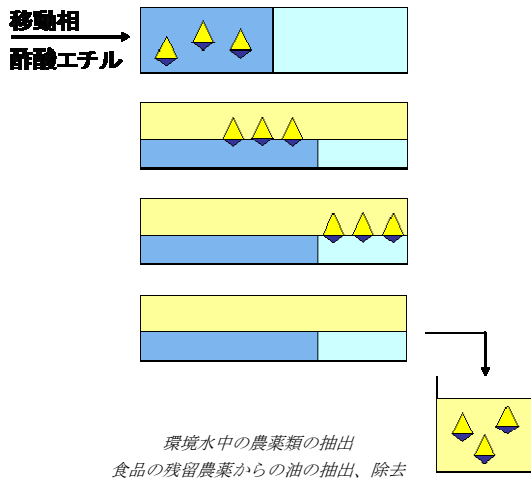 移動相
酢酸エチル
環境水中の農薬類の抽出
食品の残留農薬からの油の抽出、除去